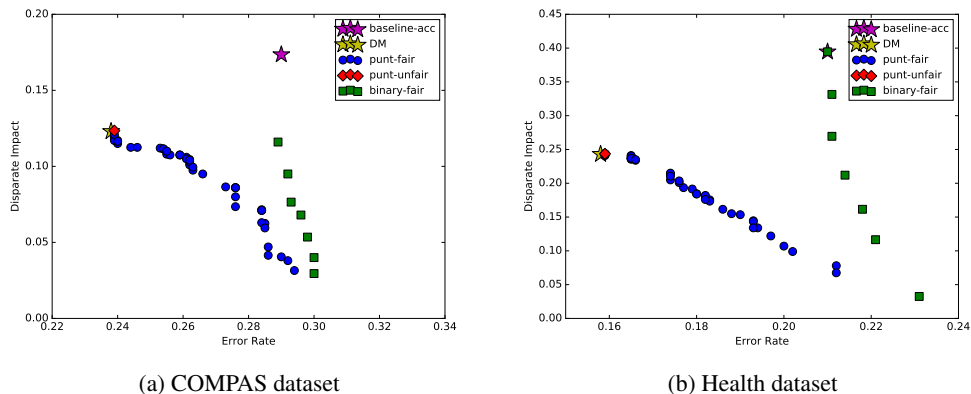 0.20
0.15
0.10
0.05
0.00
0.22
0.24
0.26
0.28
0.30
0.32
0.34
Disparate Impact
Error Rate
baseline-acc
DM
punt-fair
punt-unfair
binary-fair
(a) COMPAS dataset
0.45
0.40
0.35
0.30
0.25
0.20
0.15
0.10
0.05
0.00
0.16
0.18
0.20
0.22
0.24
Disparate Impact
Error Rate
baseline-acc
DM
punt-fair
punt-unfair
binary-fair
(b) Health dataset